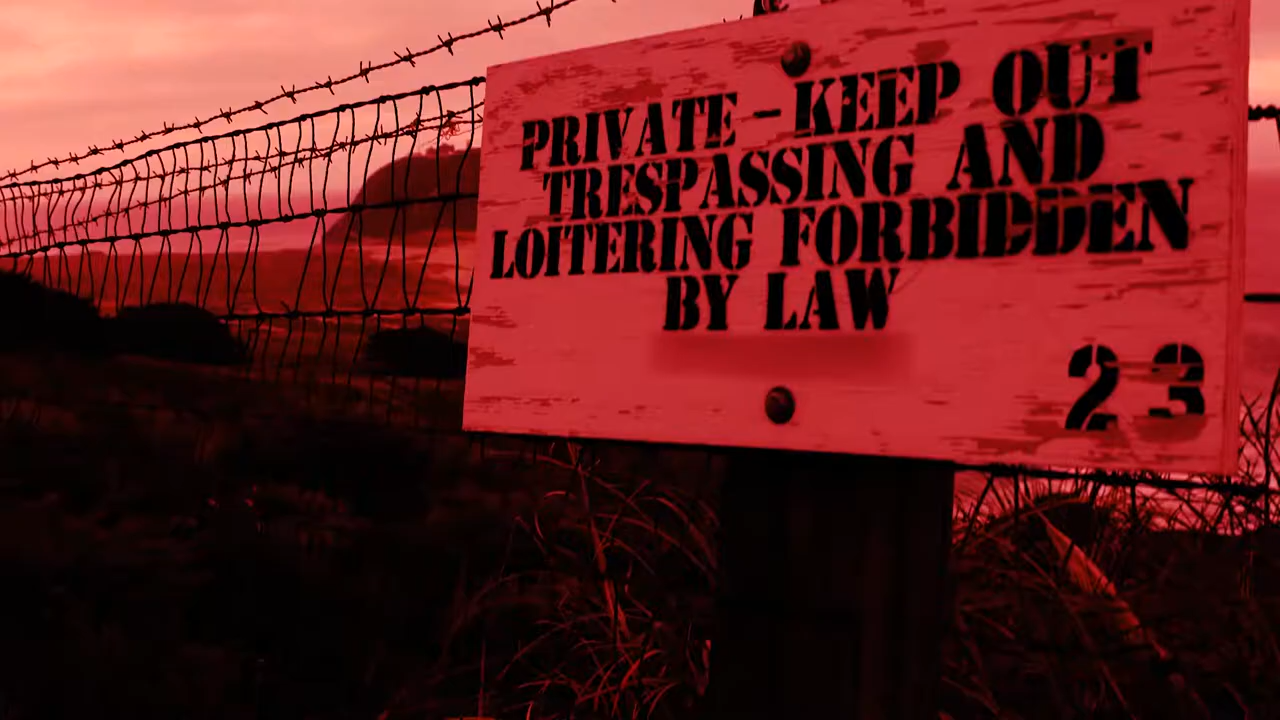 PRIVATE - KEEP OUT
TRESPASSING AND
LOITERING FORBIDDEN
BY LAW
23